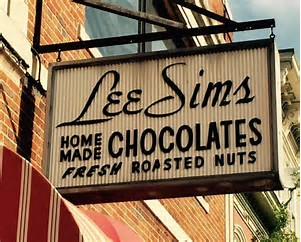 Lee Sims
HOME MADE CHOCOLATES
FRESH ROASTED NUTS